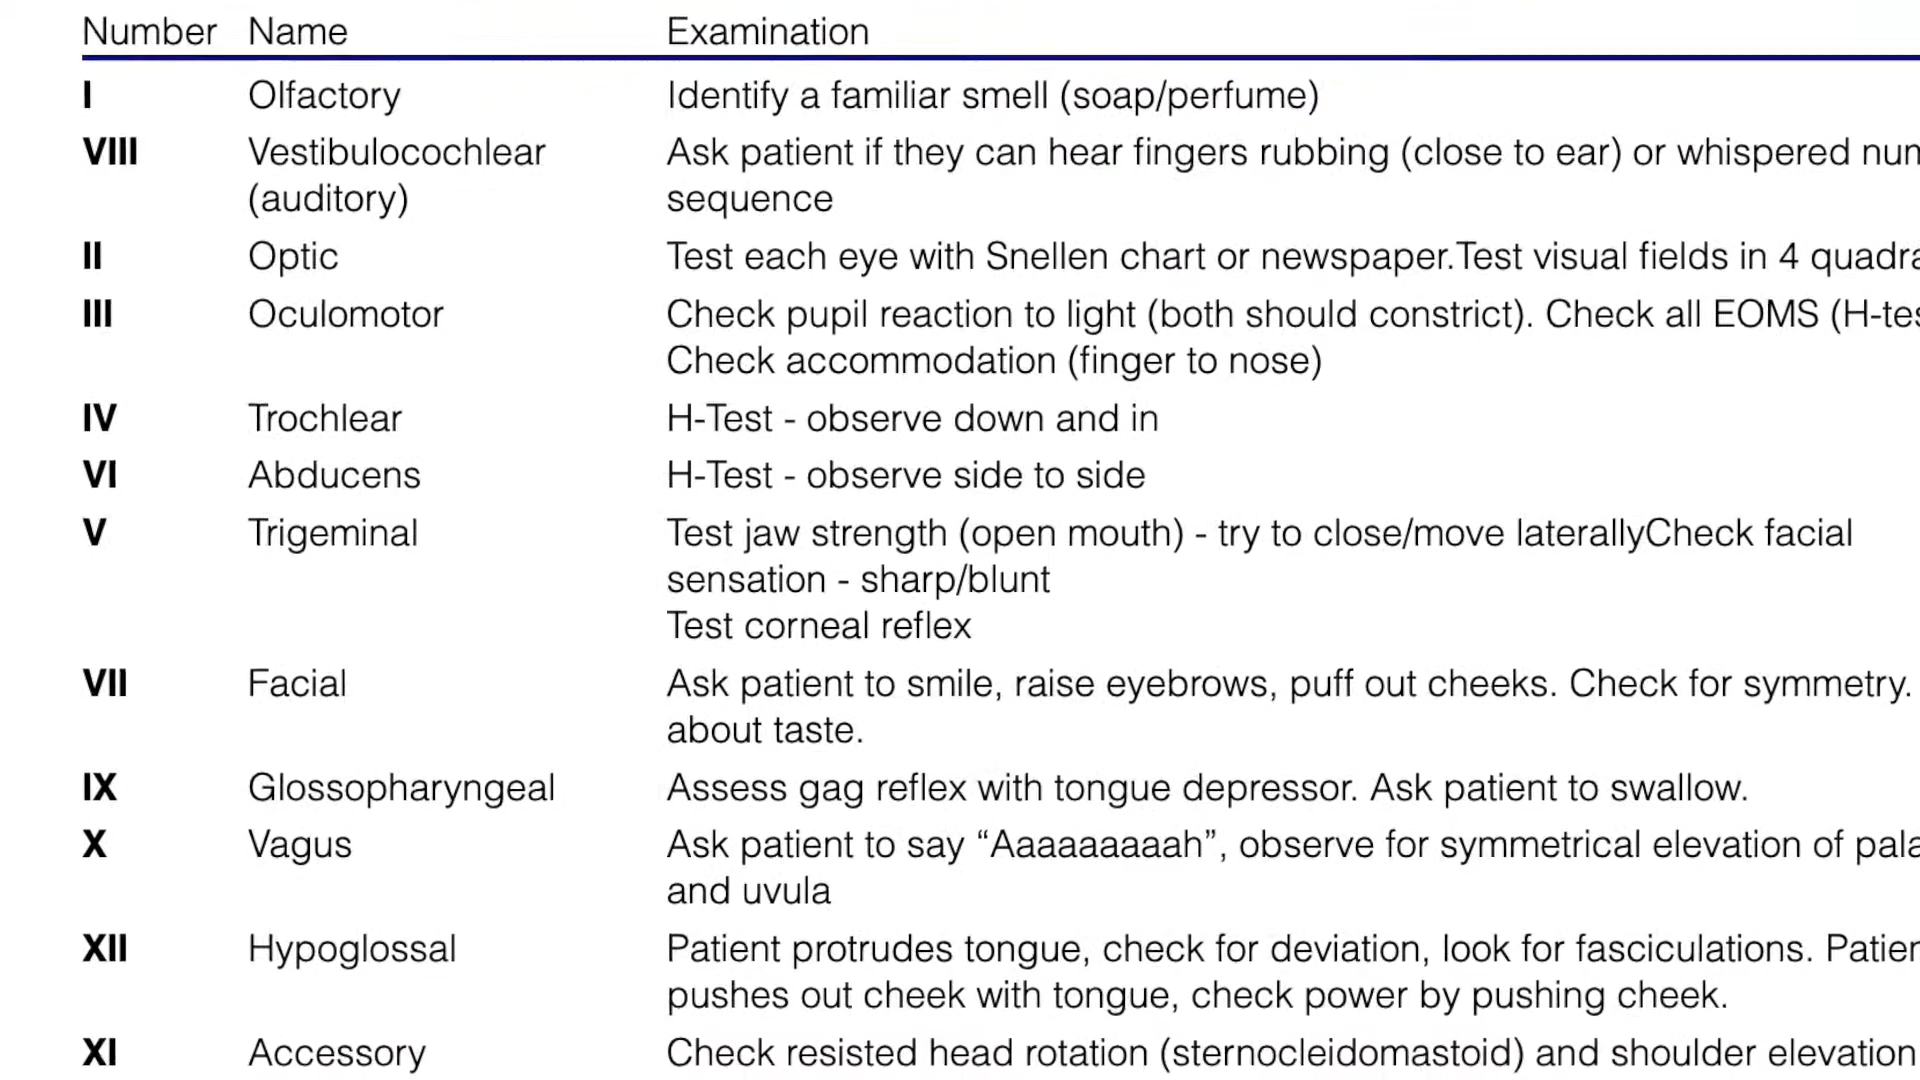 Number Name Examination
I Olfactory Identify a familiar smell (soap/perfume)
VIII Vestibulocochlear Ask patient if they can hear fingers rubbing (close to ear) or whispered num
(auditory) sequence
II Optic Test each eye with Snellen chart or newspaper.Test visual fields in 4 quadra
III Oculomotor Check pupil reaction to light (both should constrict). Check all EOMS (H-tes
Check accommodation (finger to nose)
IV Trochlear H-Test - observe down and in
VI Abducens H-Test - observe side to side
V Trigeminal Test jaw strength (open mouth) - try to close/move laterallyCheck facial
sensation - sharp/blunt
Test corneal reflex
VII Facial Ask patient to smile, raise eyebrows, puff out cheeks. Check for symmetry.
about taste.
IX Glossopharyngeal Assess gag reflex with tongue depressor. Ask patient to swallow.
X Vagus Ask patient to say “Aaaaaaaaah”, observe for symmetrical elevation of pala
and uvula
XII Hypoglossal Patient protrudes tongue, check for deviation, look for fasciculations. Patien
pushes out cheek with tongue, check power by pushing cheek.
XI Accessory Check resisted head rotation (sternocleidomastoid) and shoulder elevation